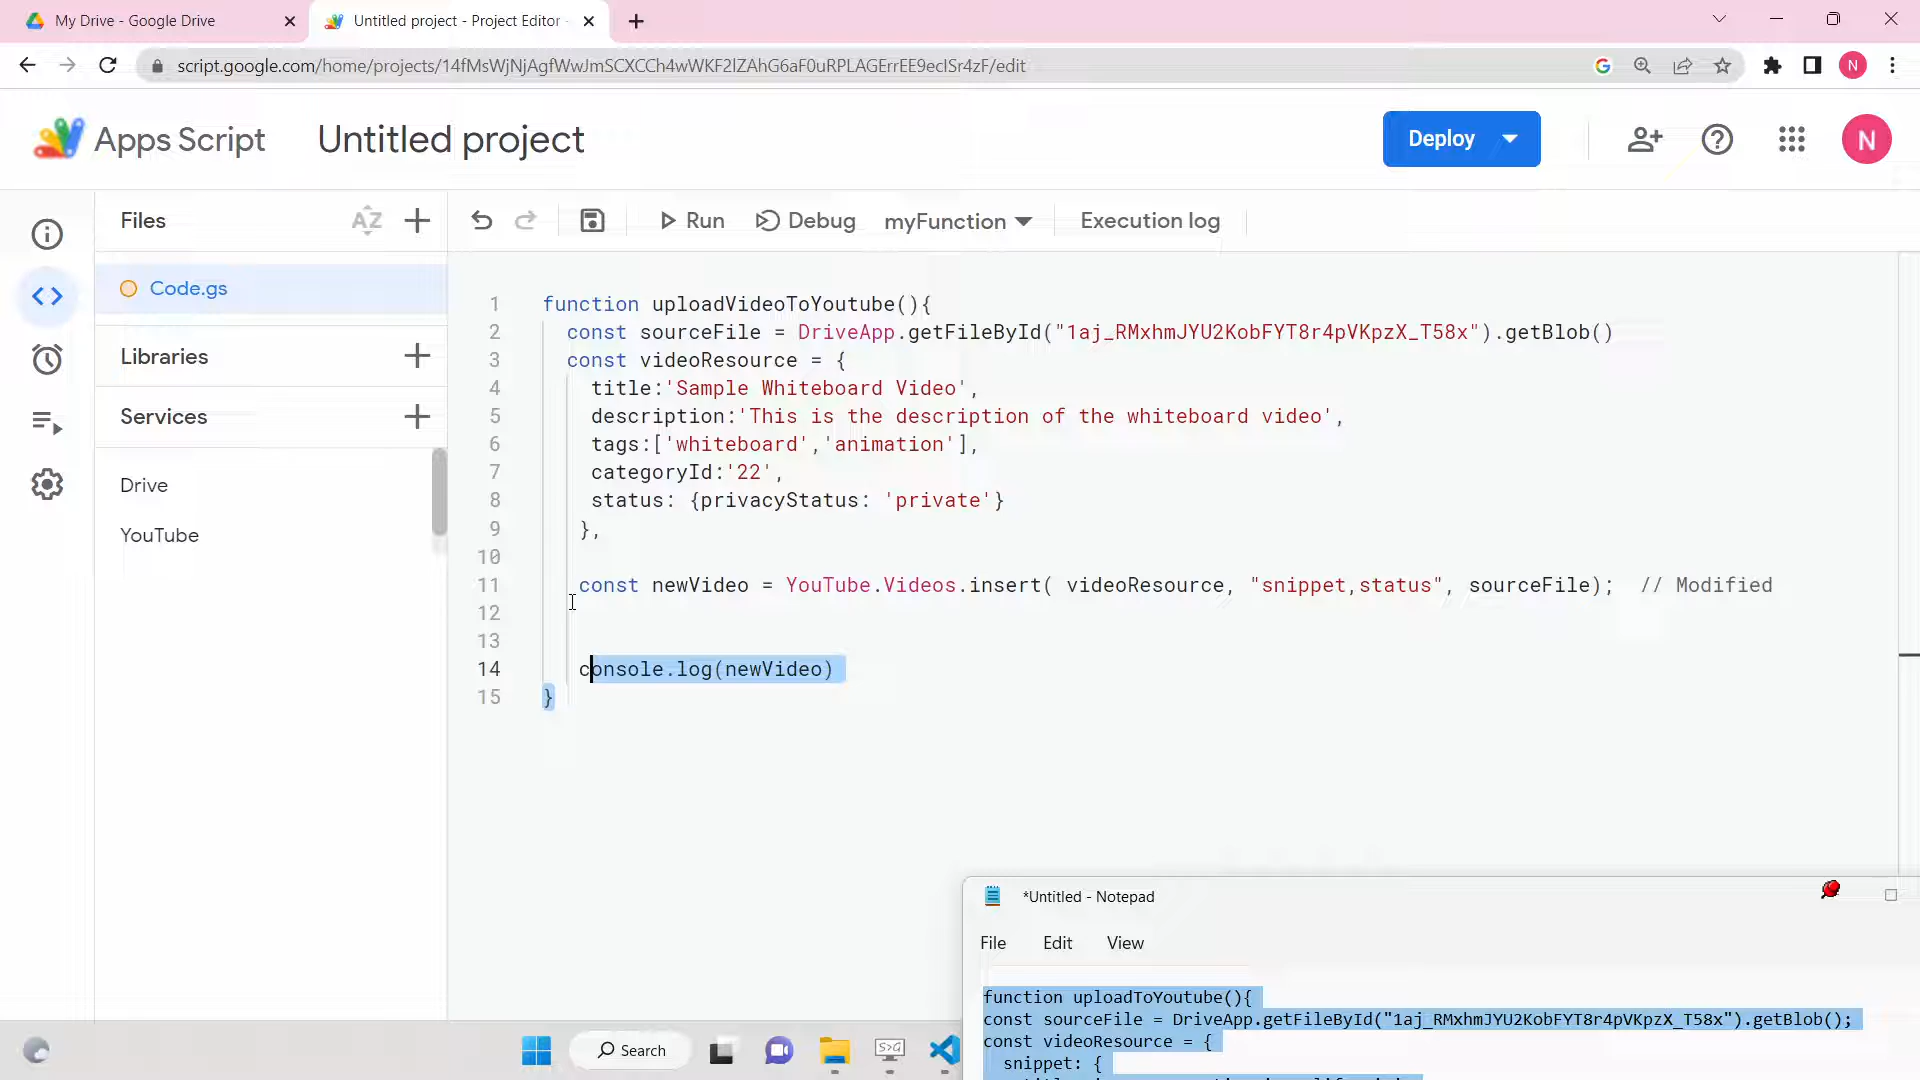 My Drive - Google Drive
Untitled project - Project Editor -
script.google.com/home/projects/14fMsWjNjAgfWwJmSCXCCh4wWKF2lZAhG6aF0uRPLAGErrEE9eclSr4zF/edit
N
Apps Script
Untitled project
Deploy
N
Files
AZ
Run
Debug
myFunction
Execution log
Code.gs
Libraries
Services
Drive
YouTube
1 function uploadVideoToYoutube(){
2 const sourceFile = DriveApp.getFileById("1aj_RMxhmJYU2KobFYT8r4pVKpzX_T58x").getBlob()
3 const videoResource = {
4 title:'Sample Whiteboard Video',
5 description:'This is the description of the whiteboard video',
6 tags:['whiteboard','animation'],
7 categoryId:'22',
8 status: {privacyStatus: 'private'}
9 },
10
11 const newVideo = YouTube.Videos.insert( videoResource, "snippet,status", sourceFile); // Modified
12
13
14 console.log(newVideo)
15 }
*Untitled - Notepad
File Edit View
function uploadToYoutube(){
const sourceFile = DriveApp.getFileById("1aj_RMxhmJYU2KobFYT8r4pVKpzX_T58x").getBlob();
const videoResource = {
snippet: {
Search